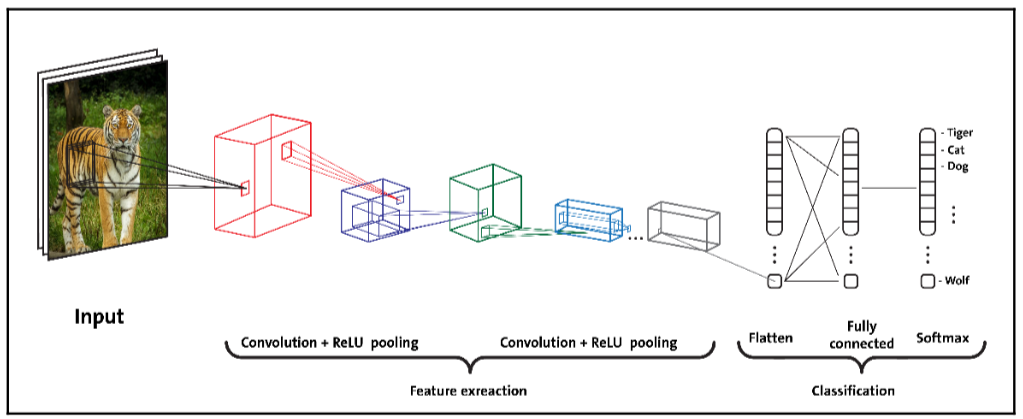 - Tiger
- Cat
- Dog
- Wolf
Input
Convolution + ReLU pooling
Convolution + ReLU pooling
Flatten
Fully
connected
Softmax
Feature exreaction
Classification